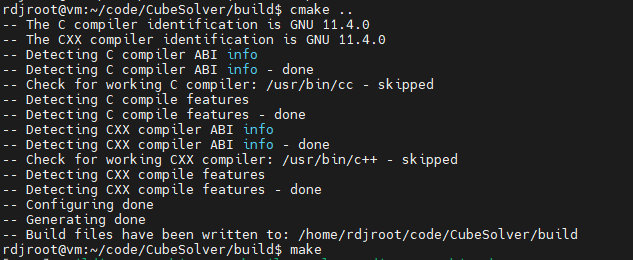 rdjroot@vm:~/code/CubeSolver/build$ cmake ..
-- The C compiler identification is GNU 11.4.0
-- The CXX compiler identification is GNU 11.4.0
-- Detecting C compiler ABI info
-- Detecting C compiler ABI info - done
-- Check for working C compiler: /usr/bin/cc - skipped
-- Detecting C compile features
-- Detecting C compile features - done
-- Detecting CXX compiler ABI info
-- Detecting CXX compiler ABI info - done
-- Check for working CXX compiler: /usr/bin/c++ - skipped
-- Detecting CXX compile features
-- Detecting CXX compile features - done
-- Configuring done
-- Generating done
-- Build files have been written to: /home/rdjroot/code/CubeSolver/build
rdjroot@vm:~/code/CubeSolver/build$ make